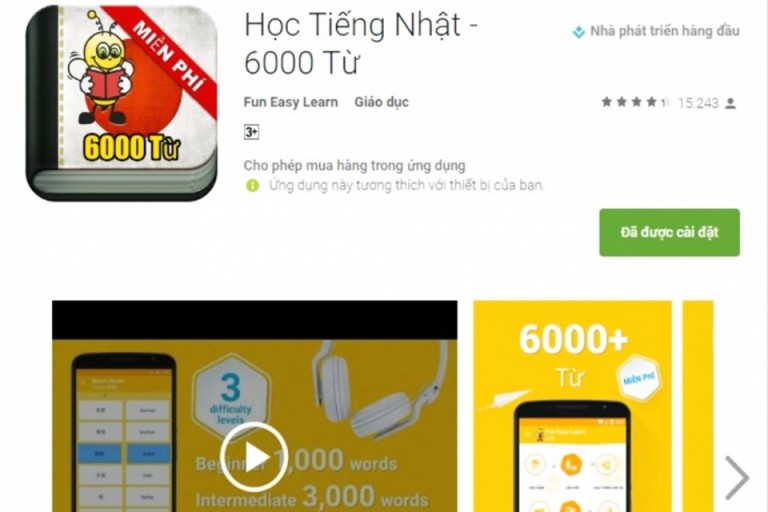 MIỄN PHÍ
6000 Từ
Học Tiếng Nhật -
6000 Từ
Nhà phát triển hàng đầu
Fun Easy Learn Giáo dục
15.243
3+
Cho phép mua hàng trong ứng dụng
Ứng dụng này tương thích với thiết bị của bạn.
Đã được cài đặt
3
difficulty
levels
Beginner 1,000 words
Intermediate 3,000 words
6000+
Từ
MIỄN PHÍ
Fun Easy Learn